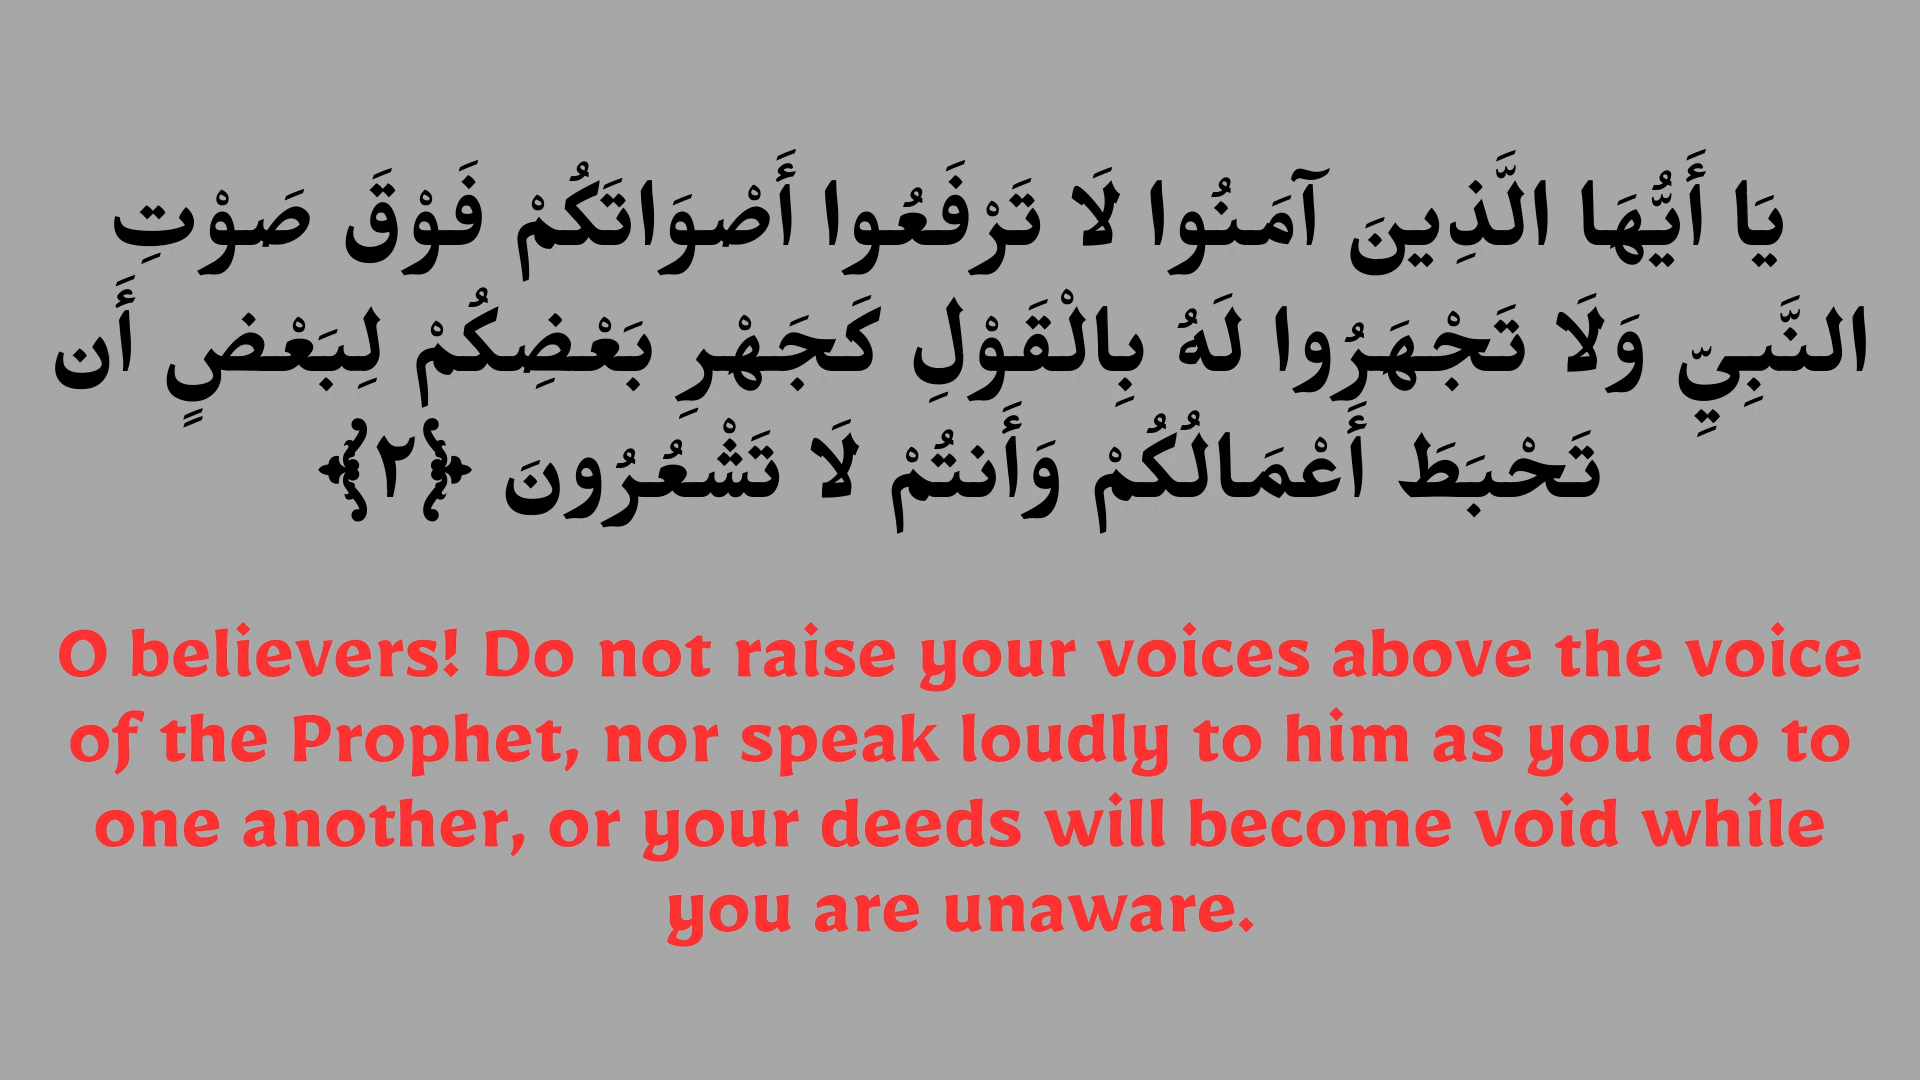 يَا أَيُّهَا الَّذِينَ آمَنُوا لَا تَرْفَعُوا أَصْوَاتَكُمْ فَوْقَ صَوْتِ
النَّبِيِّ وَلَا تَجْهَرُوا لَهُ بِالْقَوْلِ كَجَهْرِ بَعْضِكُمْ لِبَعْضٍ أَن
تَحْبَطَ أَعْمَالُكُمْ وَأَنتُمْ لَا تَشْعُرُونَ ﴿٢﴾
O believers! Do not raise your voices above the voice
of the Prophet, nor speak loudly to him as you do to
one another, or your deeds will become void while
you are unaware.